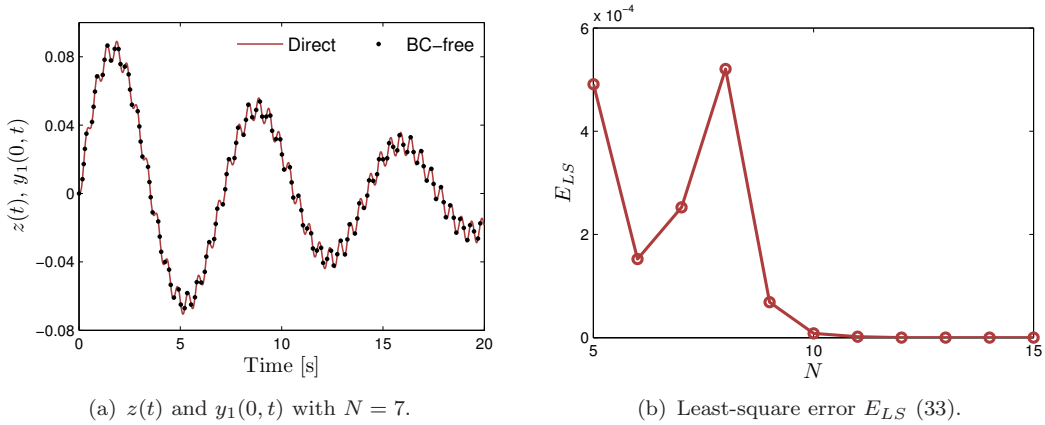 0.08
0.04
0
−0.04
−0.08
z(t), y₁(0, t)
Direct
BC−free
0 5 10 15 20
Time [s]
(a) z(t) and y₁(0, t) with N = 7.
x 10⁻⁴
6
4
2
0
E_LS
5 10 15
N
(b) Least-square error E_LS (33).